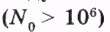 (N₀ > 10⁶)